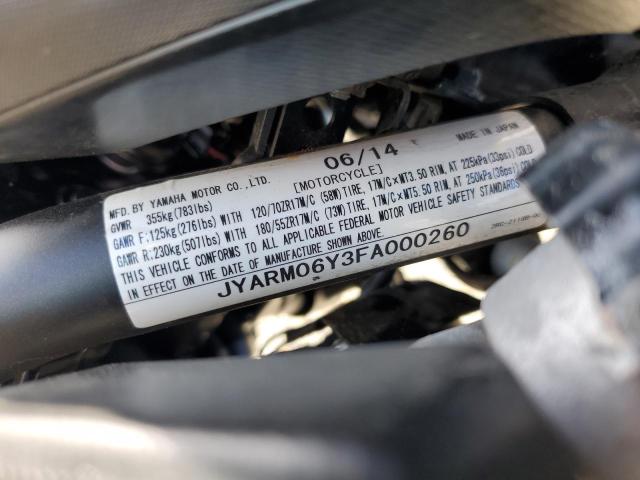 06/14 MADE IN JAPAN
MFD. BY YAMAHA MOTOR CO.,LTD. [MOTORCYCLE]
GVWR 355kg(783lbs)
GAWR F:125kg(276lbs) WITH 120/70ZR17M/C (58W) TIRE, 17M/C×MT3.50 RIM, AT 225kPa(33psi) COLD
GAWR R:230kg(507lbs) WITH 180/55ZR17M/C (73W) TIRE, 17M/C×MT5.50 RIM, AT 250kPa(36psi) COLD
THIS VEHICLE CONFORMS TO ALL APPLICABLE FEDERAL MOTOR VEHICLE SAFETY STANDARDS
IN EFFECT ON THE DATE OF MANUFACTURE SHOWN ABOVE.
JYARM06Y3FA000260